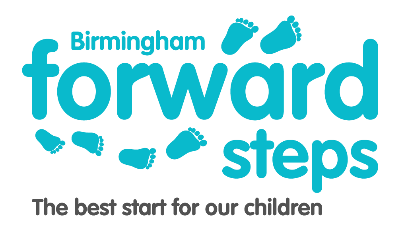 Birmingham
forward
steps
The best start for our children